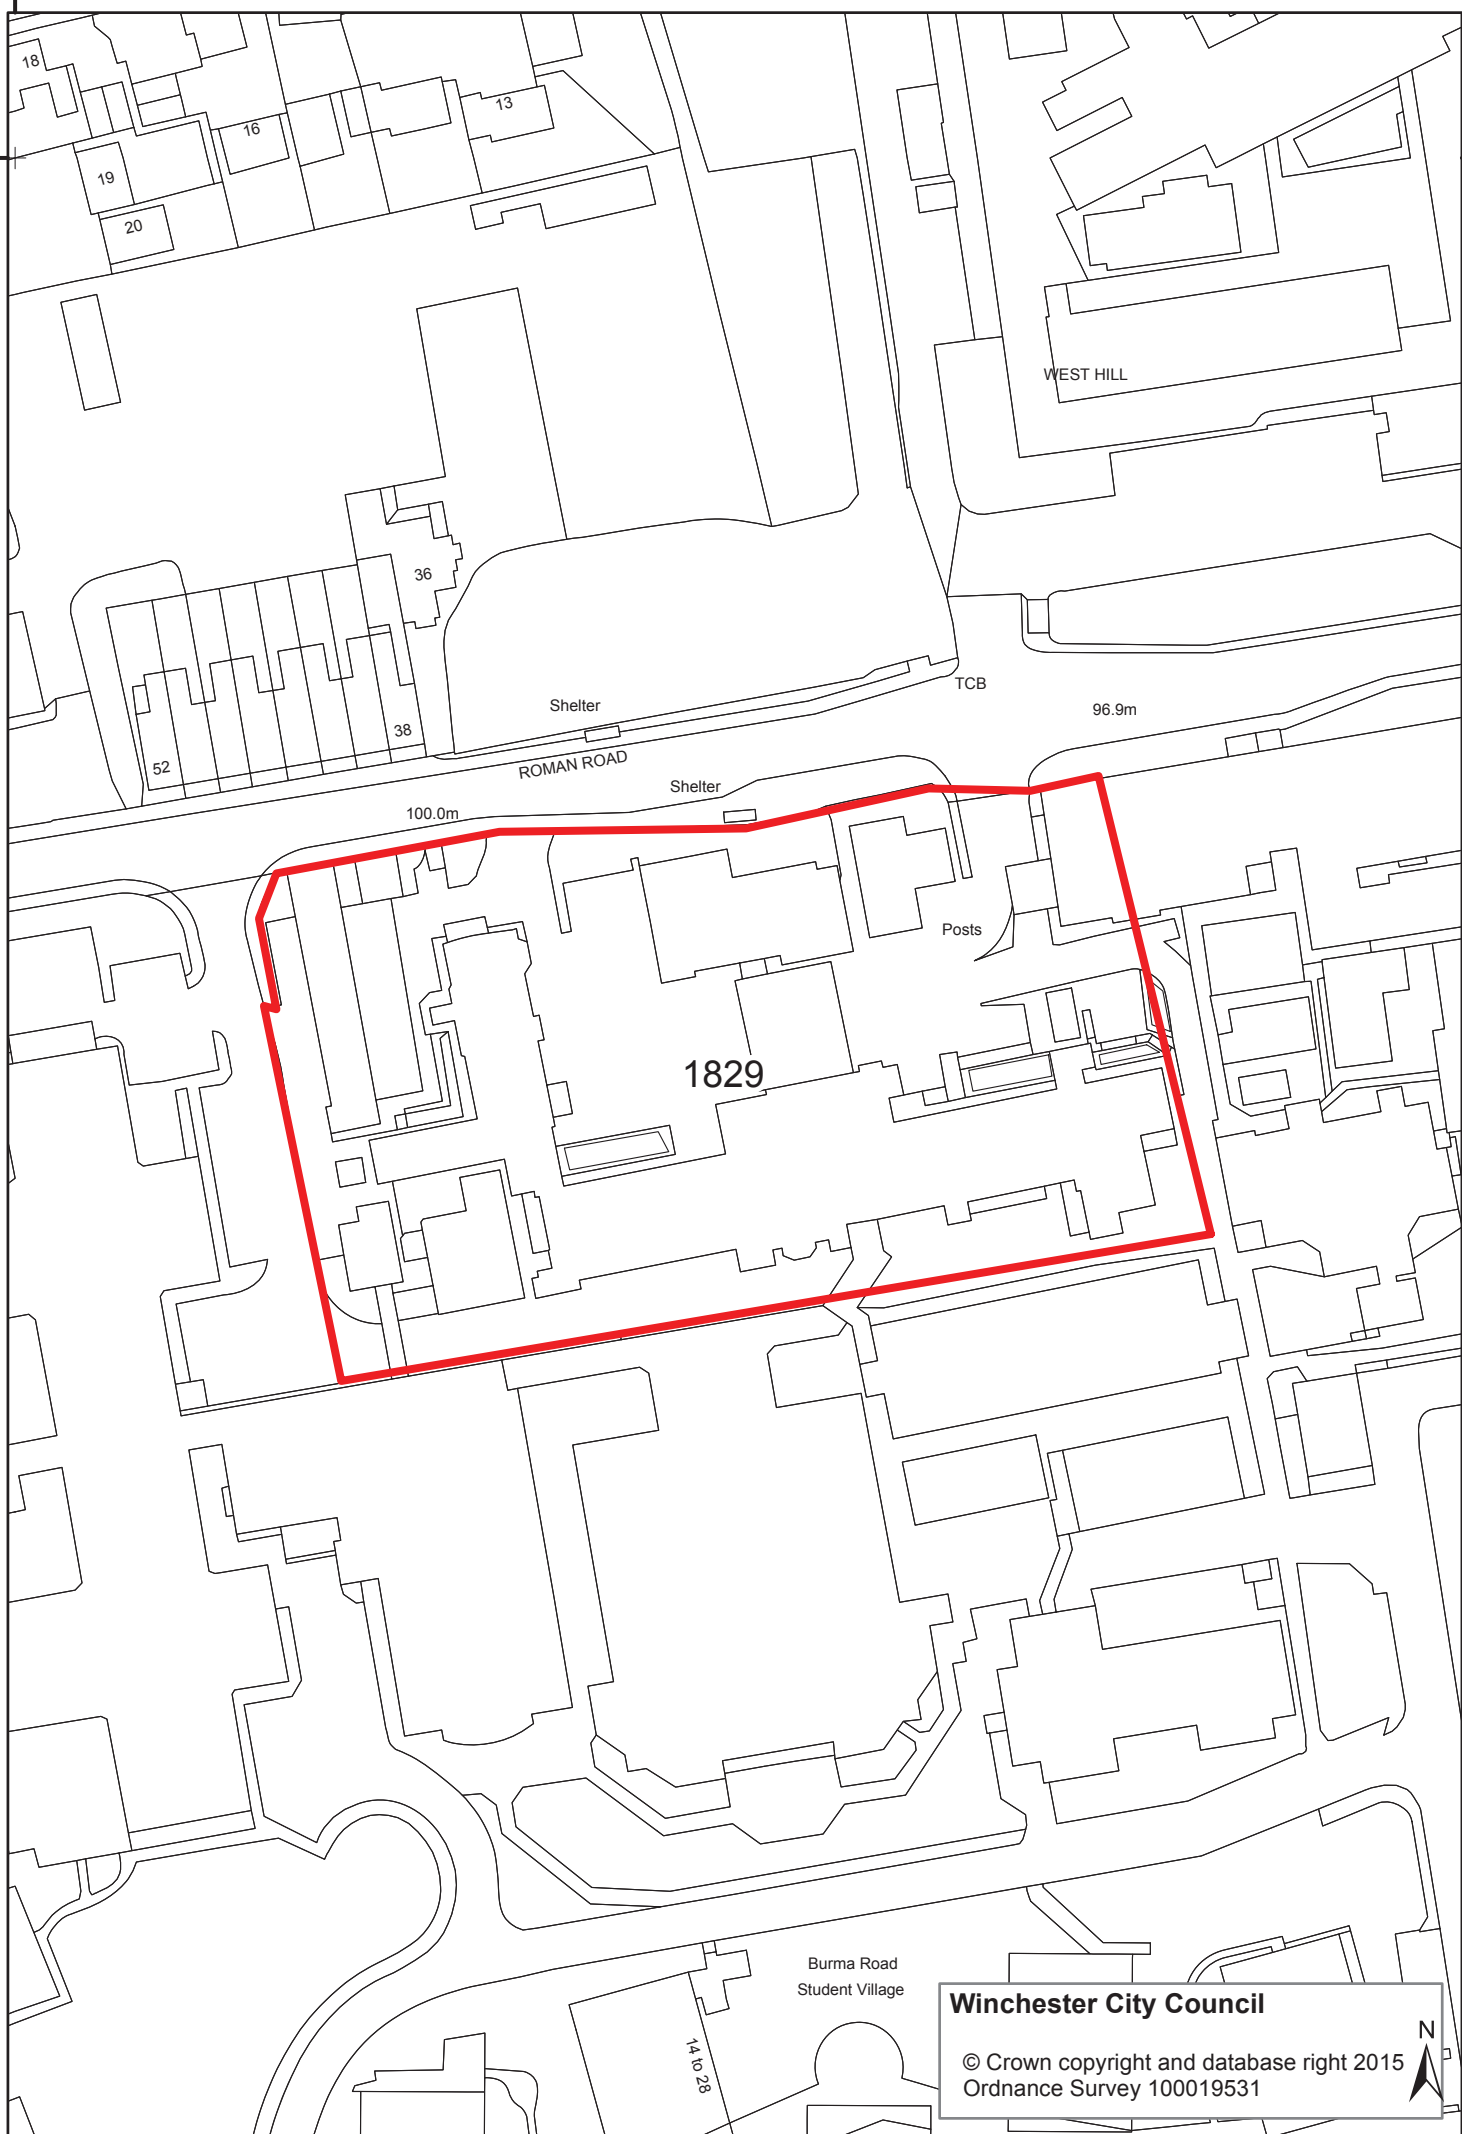 18
13
16
19
20
WEST HILL
36
Shelter
TCB
96.9m
38
52
ROMAN ROAD
Shelter
100.0m
Posts
1829
Burma Road
Student Village
14 to 28
Winchester City Council
N
© Crown copyright and database right 2015
Ordnance Survey 100019531